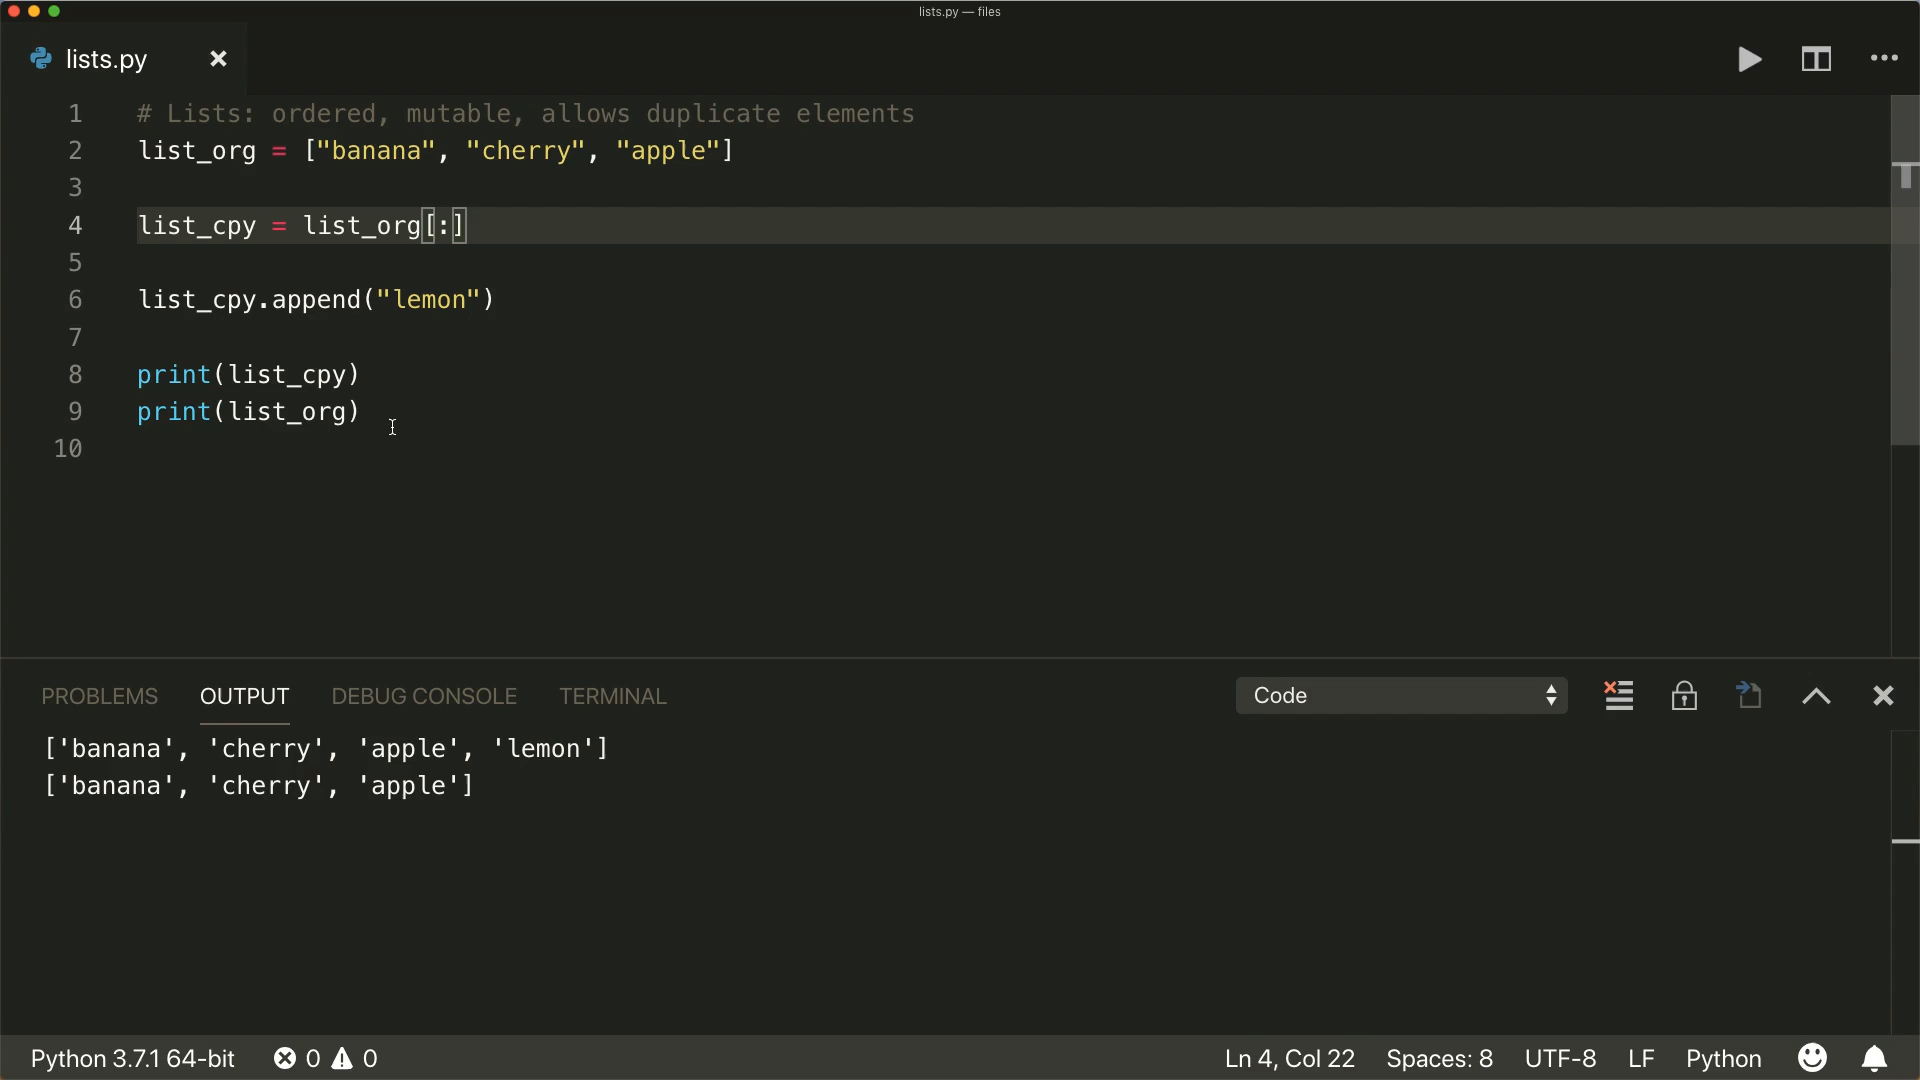 lists.py — files
lists.py
1 # Lists: ordered, mutable, allows duplicate elements
2 list_org = ["banana", "cherry", "apple"]
3
4 list_cpy = list_org[:]
5
6 list_cpy.append("lemon")
7
8 print(list_cpy)
9 print(list_org)
10
PROBLEMS OUTPUT DEBUG CONSOLE TERMINAL Code
['banana', 'cherry', 'apple', 'lemon']
['banana', 'cherry', 'apple']
Python 3.7.1 64-bit 0 0 Ln 4, Col 22 Spaces: 8 UTF-8 LF Python